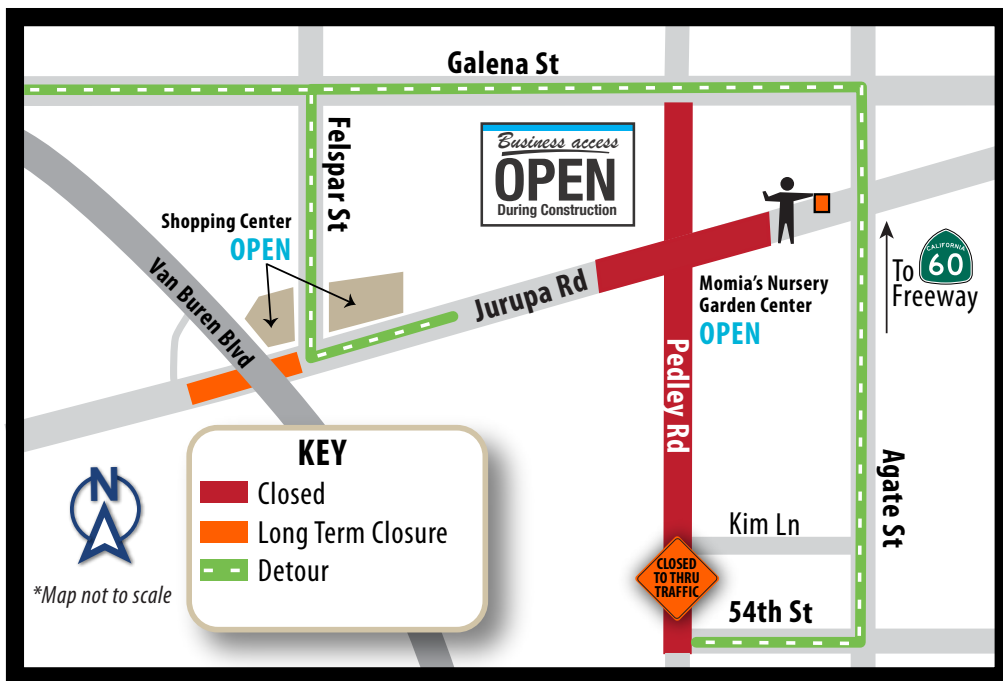 Galena St
Felspar St
Business access
OPEN
During Construction
Shopping Center
OPEN
Van Buren Blvd
Jurupa Rd
Momia's Nursery
Garden Center
OPEN
To
Freeway
CALIFORNIA
60
Pedley Rd
Agate St
Kim Ln
CLOSED
TO THRU
TRAFFIC
54th St
KEY
Closed
Long Term Closure
Detour
N
*Map not to scale